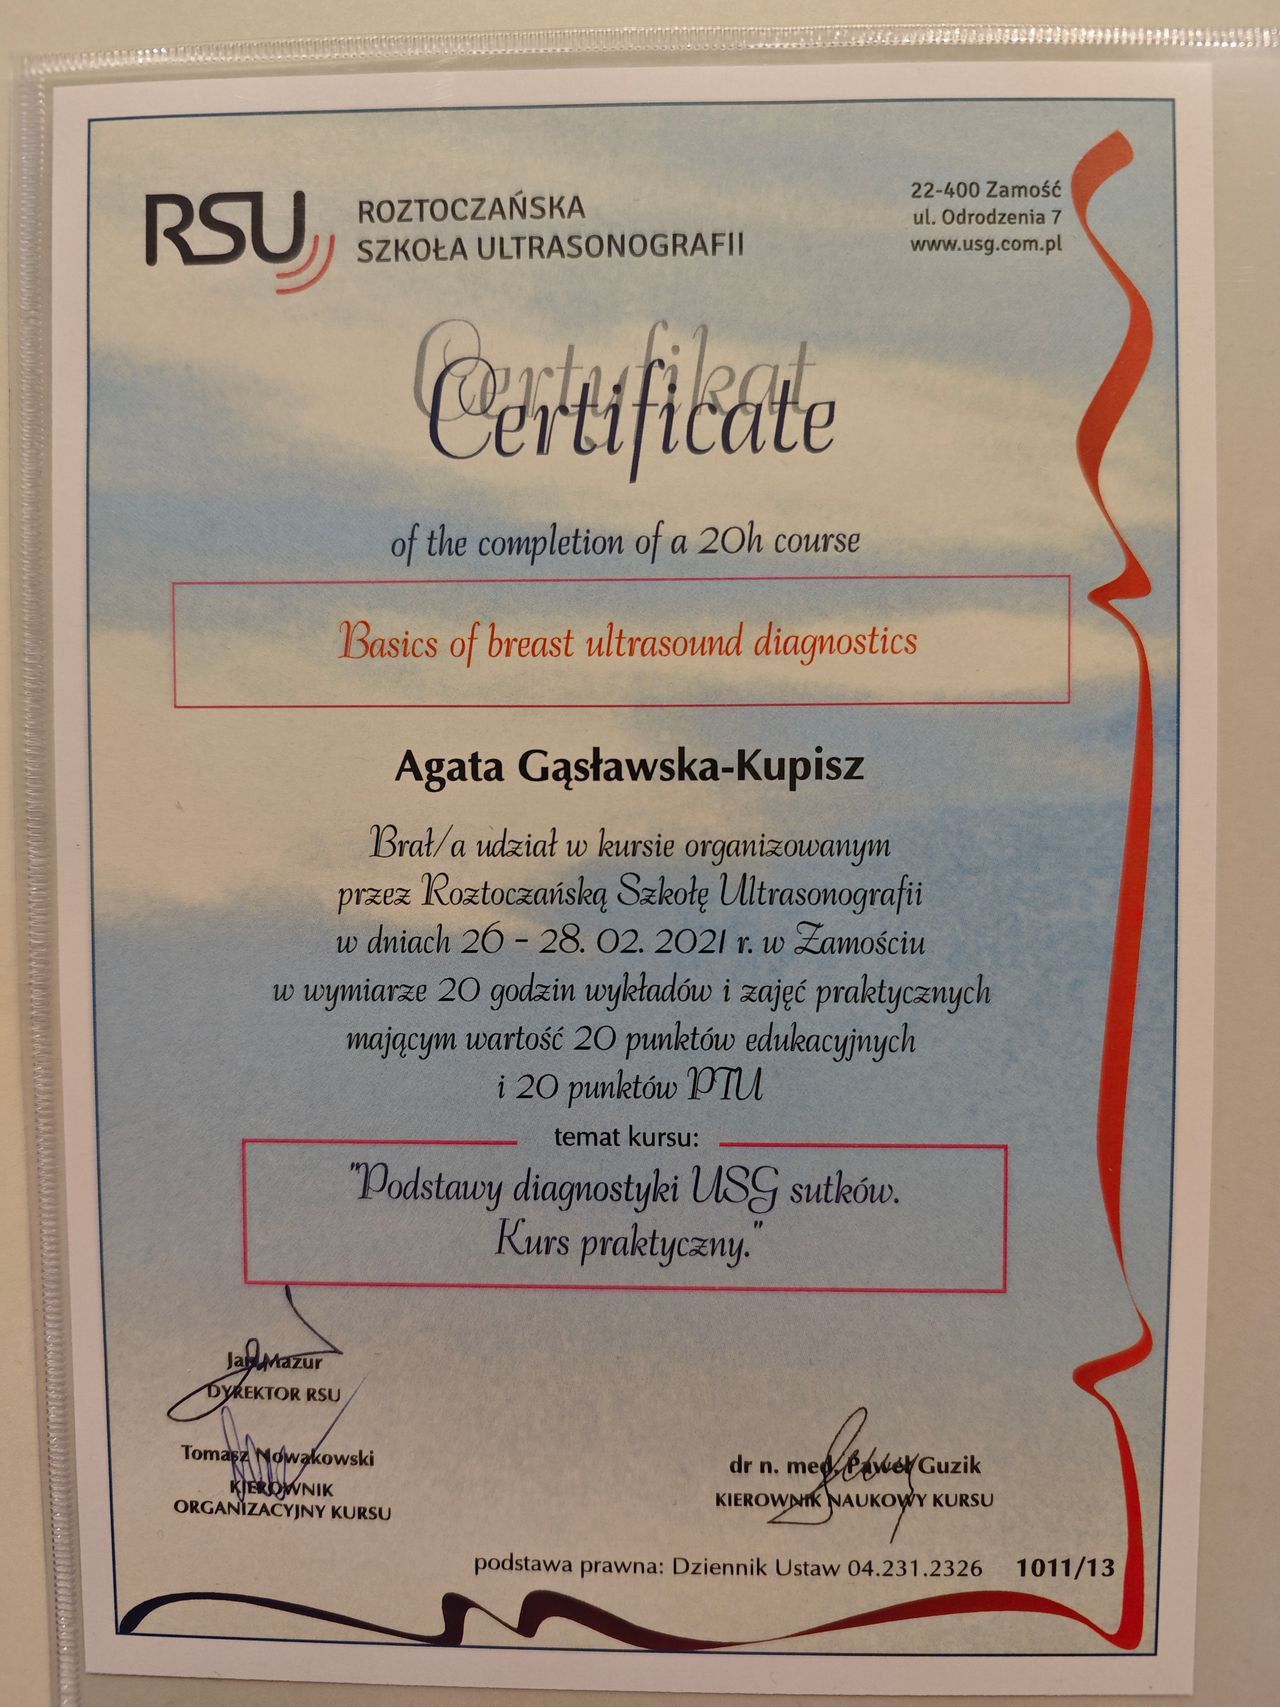 RSU
ROZTOCZAŃSKA
SZKOŁA ULTRASONOGRAFII
22-400 Zamość
ul. Odrodzenia 7
www.usg.com.pl
Certyfikat
Certificate
of the completion of a 20h course
Basics of breast ultrasound diagnostics
Agata Gąsławska-Kupisz
Brał/a udział w kursie organizowanym
przez Roztoczańską Szkołę Ultrasonografii
w dniach 26 - 28. 02. 2021 r. w Zamościu
w wymiarze 20 godzin wykładów i zajęć praktycznych
mającym wartość 20 punktów edukacyjnych
i 20 punktów PTU
temat kursu:
"Podstawy diagnostyki USG sutków.
Kurs praktyczny."
Jan Mazur
DYREKTOR RSU
Tomasz Nowakowski
KIEROWNIK
ORGANIZACYJNY KURSU
dr n. med. Paweł Guzik
KIEROWNIK NAUKOWY KURSU
podstawa prawna: Dziennik Ustaw 04.231.2326 1011/13